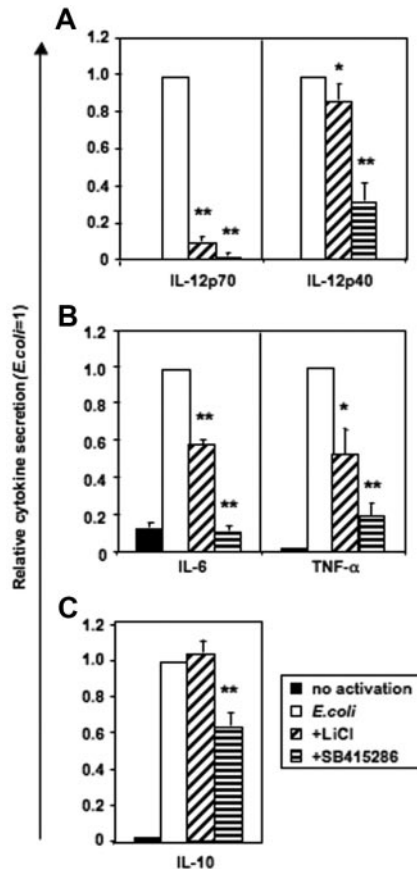 A
1.2
1.0
0.8
0.6
0.4
0.2
0
** ** * **
IL-12p70 IL-12p40
B
1.2
1.0
0.8
0.6
0.4
0.2
0
** ** * **
IL-6 TNF-α
C
1.2
1.0
0.8
0.6
0.4
0.2
0
**
IL-10
Relative cytokine secretion (E.coli=1)
no activation
E.coli
+LiCl
+SB415286